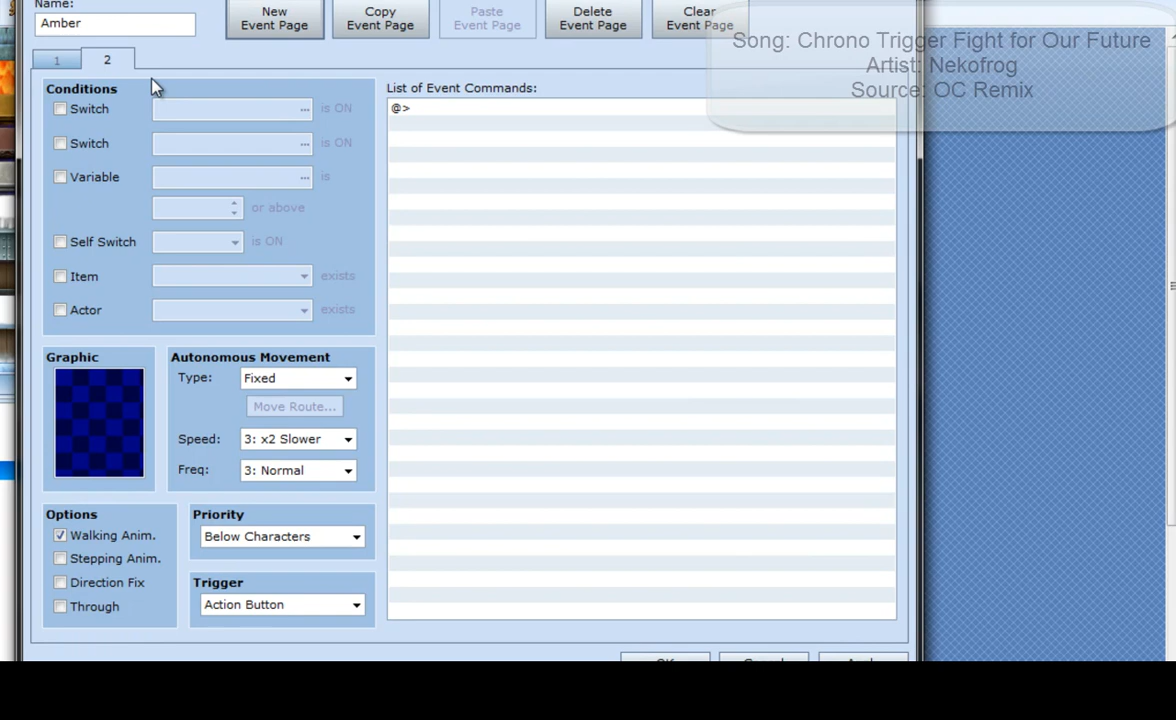 Name:
Amber
New
Event Page
Copy
Event Page
Paste
Event Page
Delete
Event Page
Clear
Event Page
Song: Chrono Trigger Fight for Our Future
Artist: Nekofrog
Source: OC Remix
1
2
Conditions
Switch ... is ON
Switch ... is ON
Variable ... is
or above
Self Switch is ON
Item exists
Actor exists
List of Event Commands:
@>
Graphic
Autonomous Movement
Type: Fixed
Move Route...
Speed: 3: x2 Slower
Freq: 3: Normal
Options
Walking Anim.
Stepping Anim.
Direction Fix
Through
Priority
Below Characters
Trigger
Action Button